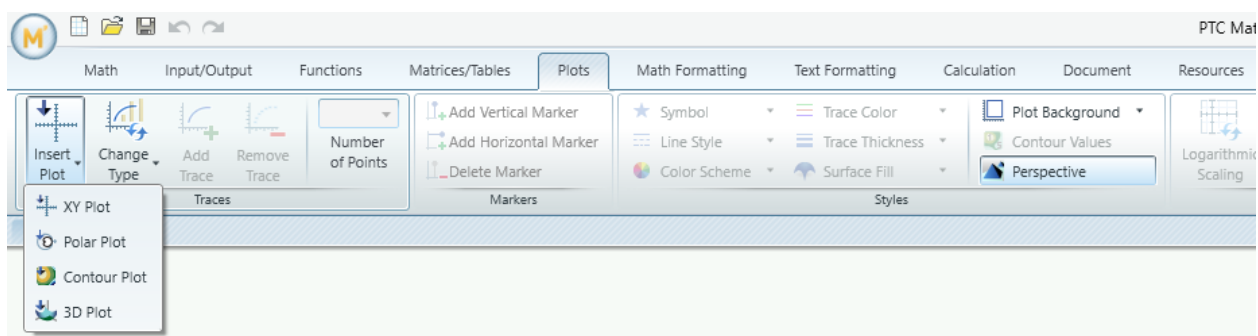 PTC Mat
Math Input/Output Functions Matrices/Tables Plots Math Formatting Text Formatting Calculation Document Resources
Insert Plot
Change Type
Add Trace
Remove Trace
Number of Points
Traces
Add Vertical Marker
Add Horizontal Marker
Delete Marker
Markers
Symbol
Line Style
Color Scheme
Trace Color
Trace Thickness
Surface Fill
Plot Background
Contour Values
Perspective
Styles
Logarithmic
Scaling
XY Plot
Polar Plot
Contour Plot
3D Plot